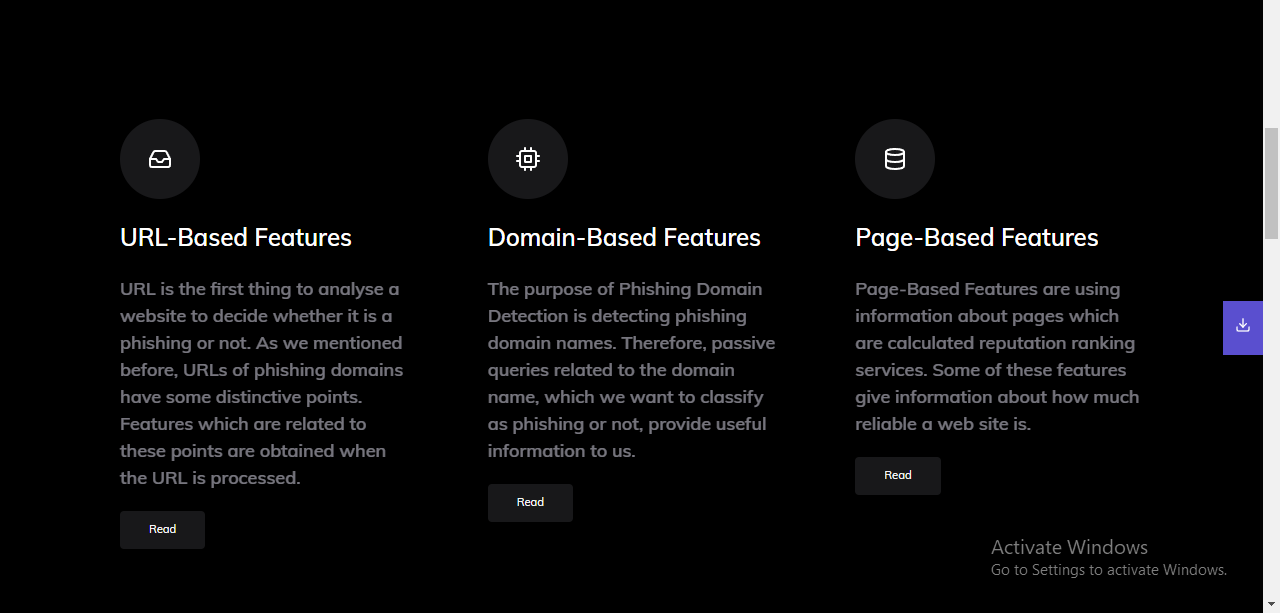 URL-Based Features
URL is the first thing to analyse a
website to decide whether it is a
phishing or not. As we mentioned
before, URLs of phishing domains
have some distinctive points.
Features which are related to
these points are obtained when
the URL is processed.
Read
Domain-Based Features
The purpose of Phishing Domain
Detection is detecting phishing
domain names. Therefore, passive
queries related to the domain
name, which we want to classify
as phishing or not, provide useful
information to us.
Read
Page-Based Features
Page-Based Features are using
information about pages which
are calculated reputation ranking
services. Some of these features
give information about how much
reliable a web site is.
Read
Activate Windows
Go to Settings to activate Windows.